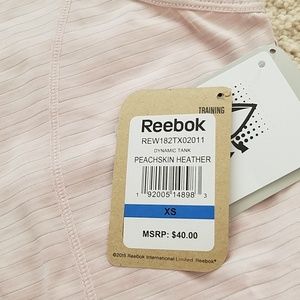 TRAINING
Reebok
REW182TX02011
DYNAMIC TANK
PEACHSKIN HEATHER
1 92005 14898 3
XS
MSRP: $40.00
©2015 Reebok International Limited. Reebok®